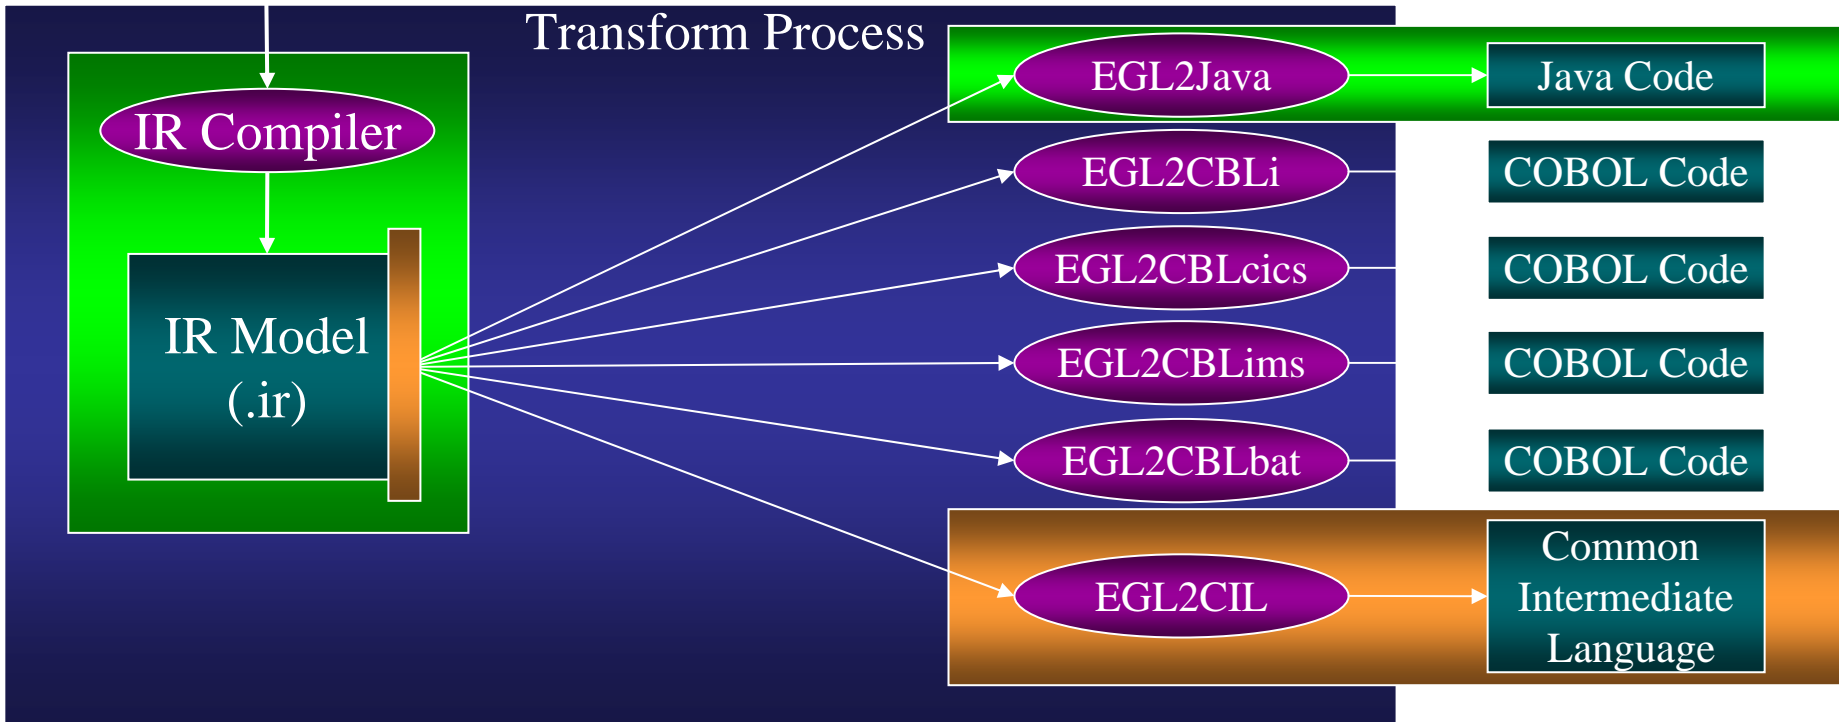 Transform Process
IR Compiler
IR Model
(.ir)
EGL2Java
Java Code
EGL2CBLi
COBOL Code
EGL2CBLcics
COBOL Code
EGL2CBLims
COBOL Code
EGL2CBLbat
COBOL Code
EGL2CIL
Common
Intermediate
Language